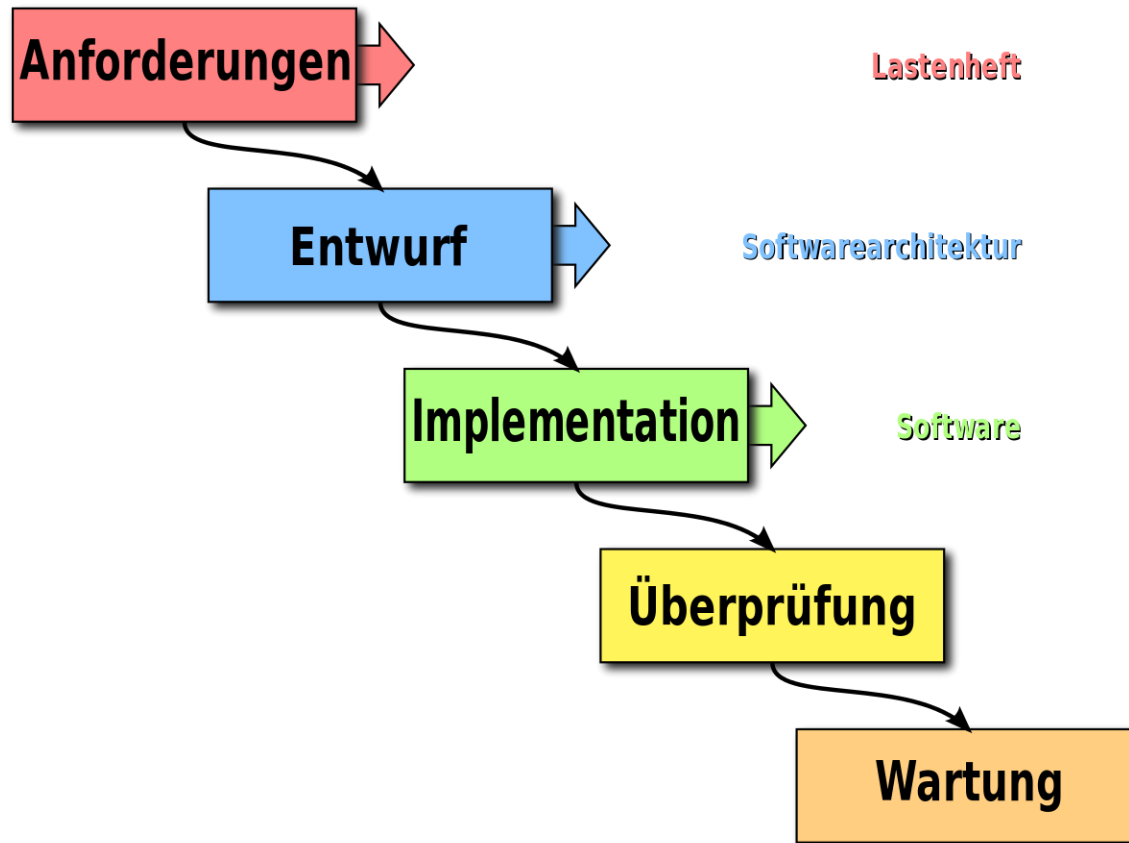 Anforderungen
Lastenheft
Entwurf
Softwarearchitektur
Implementation
Software
Überprüfung
Wartung